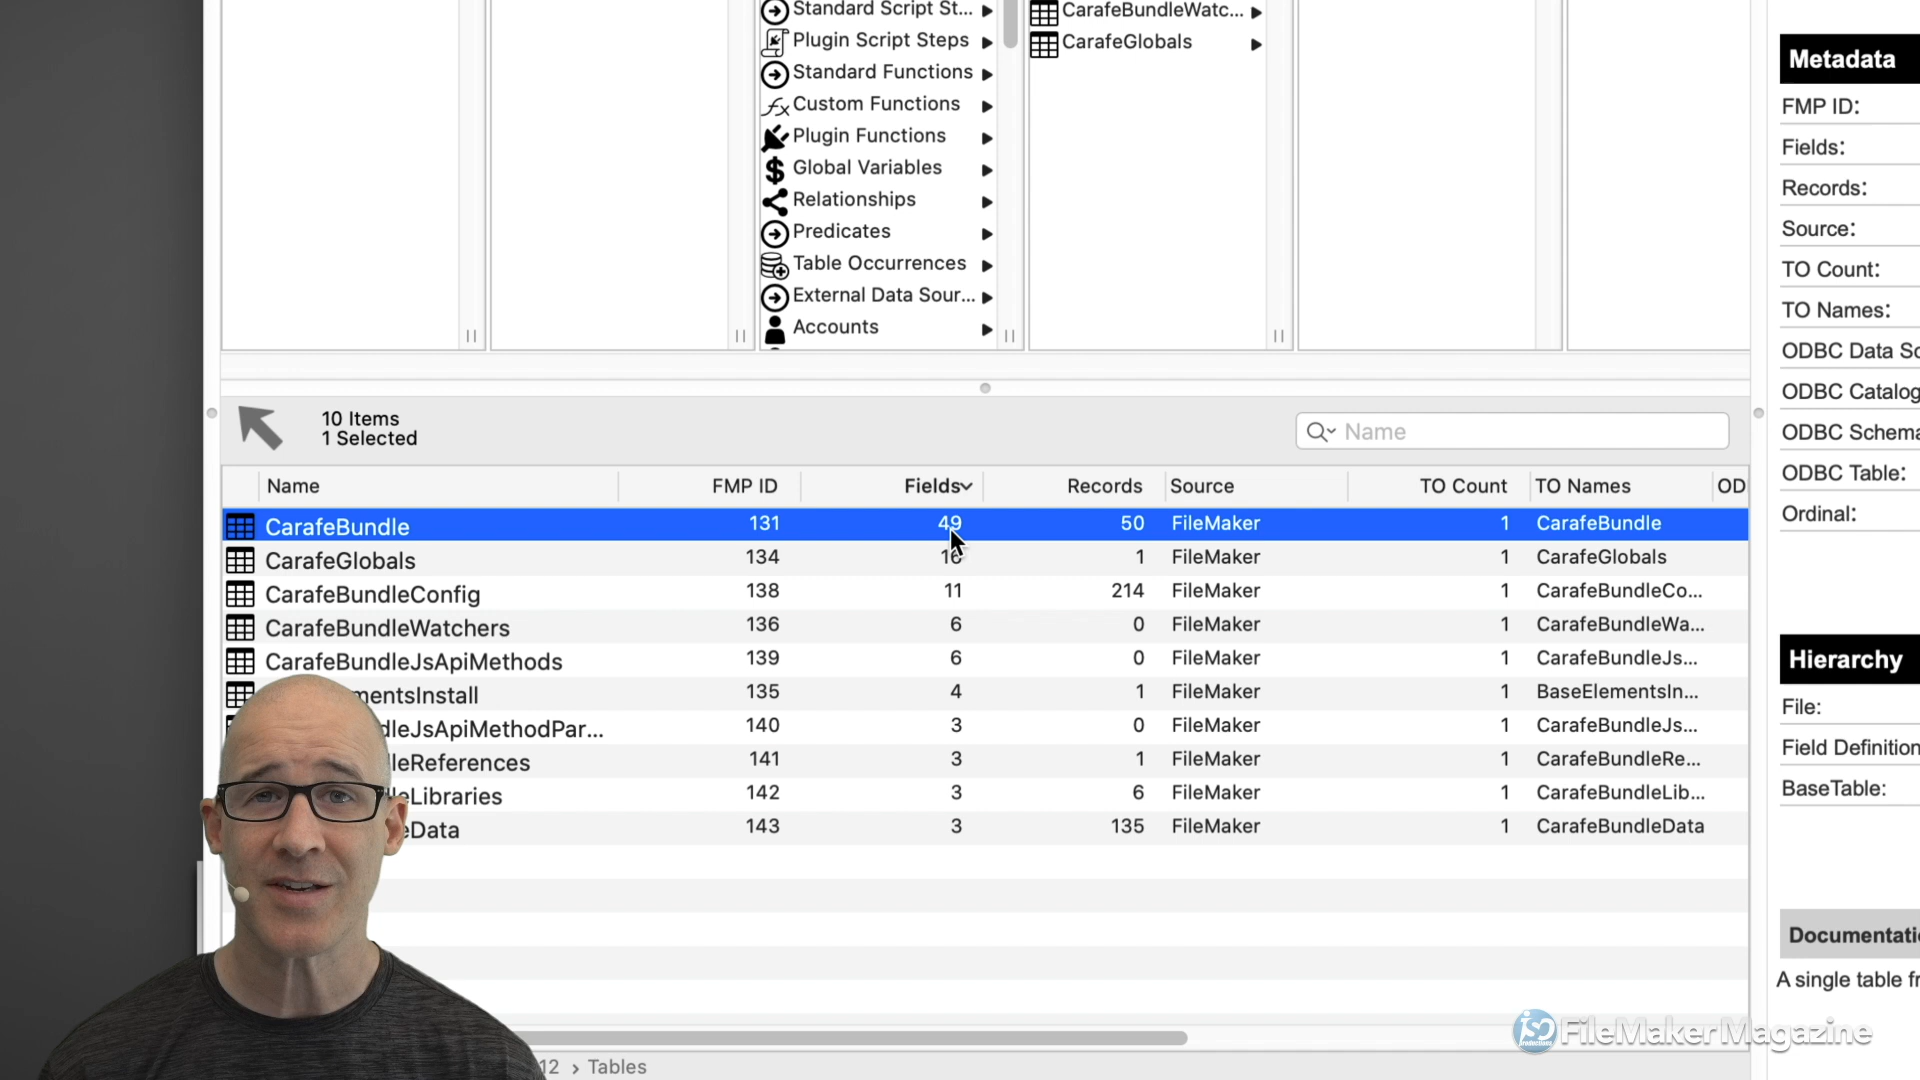 Standard Script St...
Plugin Script Steps
Standard Functions
Custom Functions
Plugin Functions
Global Variables
Relationships
Predicates
Table Occurrences
External Data Sour...
Accounts
CarafeBundleWatc...
CarafeGlobals
10 Items
1 Selected
Name
Name FMP ID Fields Records Source TO Count TO Names OD
CarafeBundle 131 49 50 FileMaker 1 CarafeBundle
CarafeGlobals 134 16 1 FileMaker 1 CarafeGlobals
CarafeBundleConfig 138 11 214 FileMaker 1 CarafeBundleCo...
CarafeBundleWatchers 136 6 0 FileMaker 1 CarafeBundleWa...
CarafeBundleJsApiMethods 139 6 0 FileMaker 1 CarafeBundleJs...
mentsInstall 135 4 1 FileMaker 1 BaseElementsIn...
dleJsApiMethodPar... 140 3 0 FileMaker 1 CarafeBundleJs...
leReferences 141 3 1 FileMaker 1 CarafeBundleRe...
leLibraries 142 3 6 FileMaker 1 CarafeBundleLib...
eData 143 3 135 FileMaker 1 CarafeBundleData
12 › Tables
Metadata
FMP ID:
Fields:
Records:
Source:
TO Count:
TO Names:
ODBC Data So
ODBC Catalog
ODBC Schema
ODBC Table:
Ordinal:
Hierarchy
File:
Field Definition
BaseTable:
Documentati
A single table fr
ISO productions FileMakerMagazine